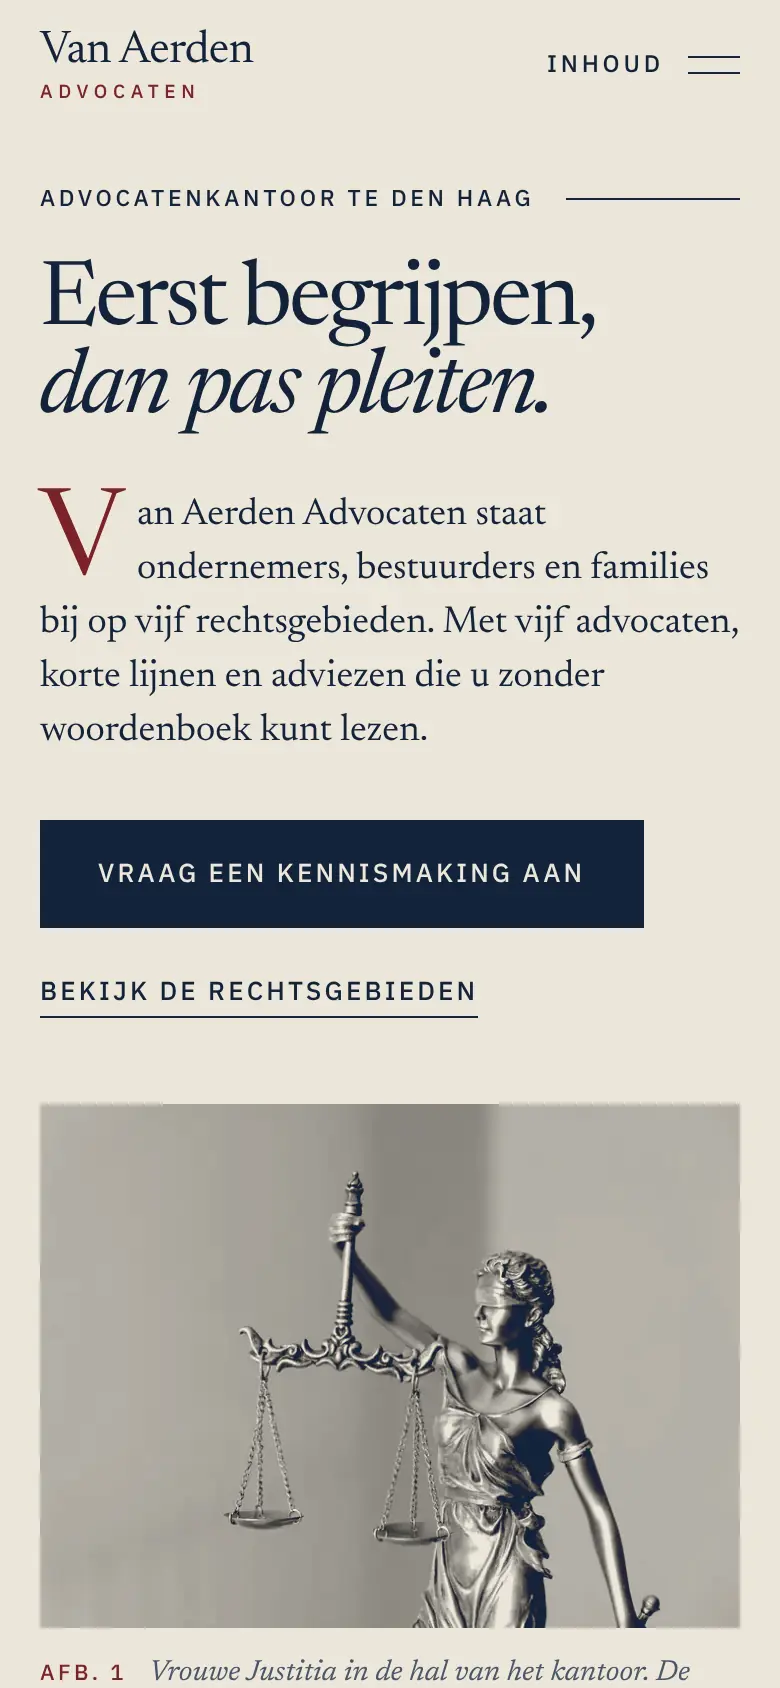 Van Aerden
ADVOCATEN
INHOUD
ADVOCATENKANTOOR TE DEN HAAG
Eerst begrijpen,
dan pas pleiten.
Van Aerden Advocaten staat
ondernemers, bestuurders en families
bij op vijf rechtsgebieden. Met vijf advocaten,
korte lijnen en adviezen die u zonder
woordenboek kunt lezen.
VRAAG EEN KENNISMAKING AAN
BEKIJK DE RECHTSGEBIEDEN
AFB. 1 Vrouwe Justitia in de hal van het kantoor. De